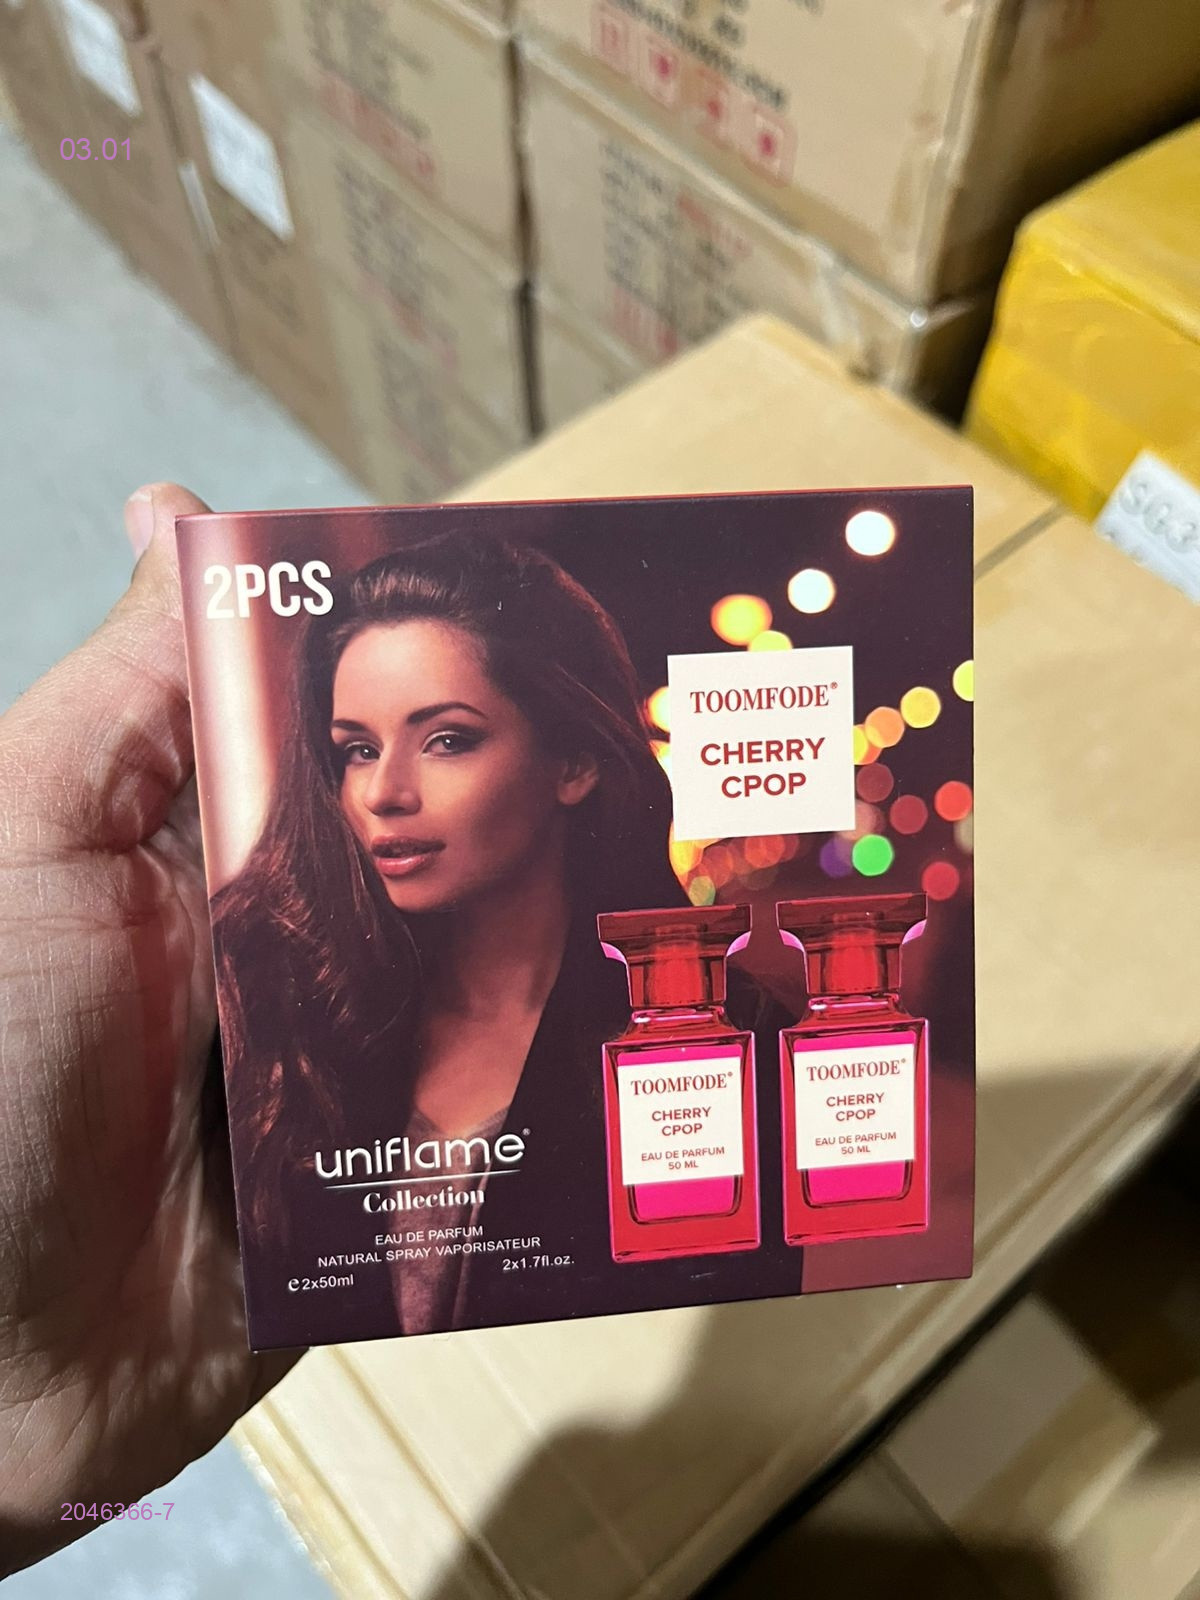 03.01
2PCS
TOOMFODE®
CHERRY
CPOP
TOOMFODE®
CHERRY
CPOP
EAU DE PARFUM
50 ML
TOOMFODE®
CHERRY
CPOP
EAU DE PARFUM
50 ML
uniflame®
Collection
EAU DE PARFUM
NATURAL SPRAY VAPORISATEUR
e2x50ml 2x1.7fl.oz.
2046366-7